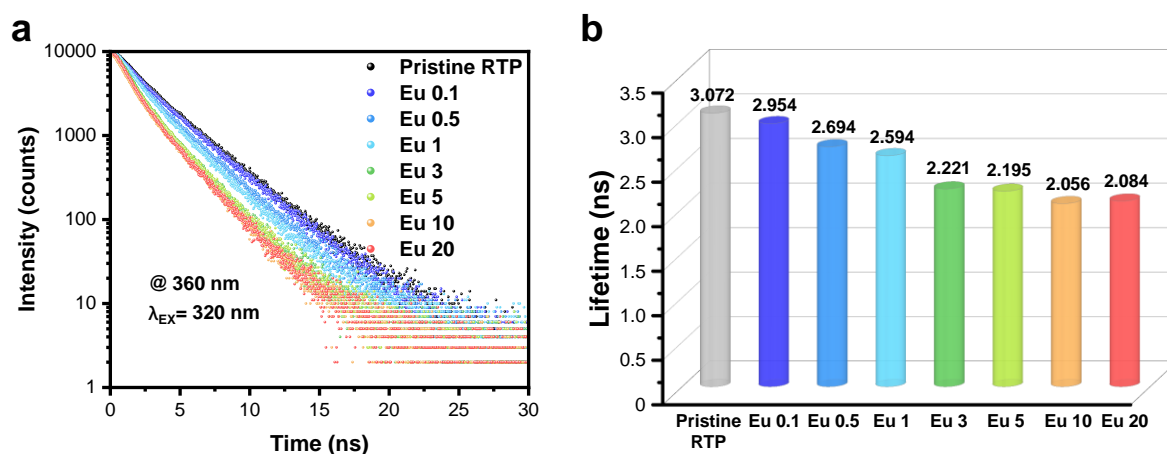 a
Intensity (counts)
10000
1000
100
10
1
0
5
10
15
20
25
30
Time (ns)
Pristine RTP
Eu 0.1
Eu 0.5
Eu 1
Eu 3
Eu 5
Eu 10
Eu 20
@ 360 nm
λEX= 320 nm
b
Lifetime (ns)
3.5
3.0
2.5
2.0
1.5
1.0
0.5
0
3.072
2.954
2.694
2.594
2.221
2.195
2.056
2.084
Pristine
RTP
Eu 0.1
Eu 0.5
Eu 1
Eu 3
Eu 5
Eu 10
Eu 20